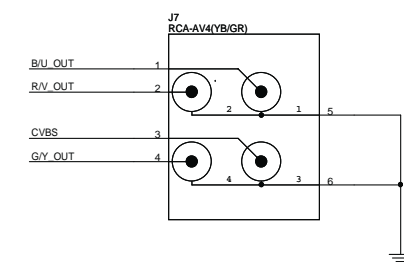 J7
RCA-AV4(YB/GR)
B/U_OUT 1
R/V_OUT 2
2 1 5
CVBS 3
G/Y_OUT 4
4 3 6